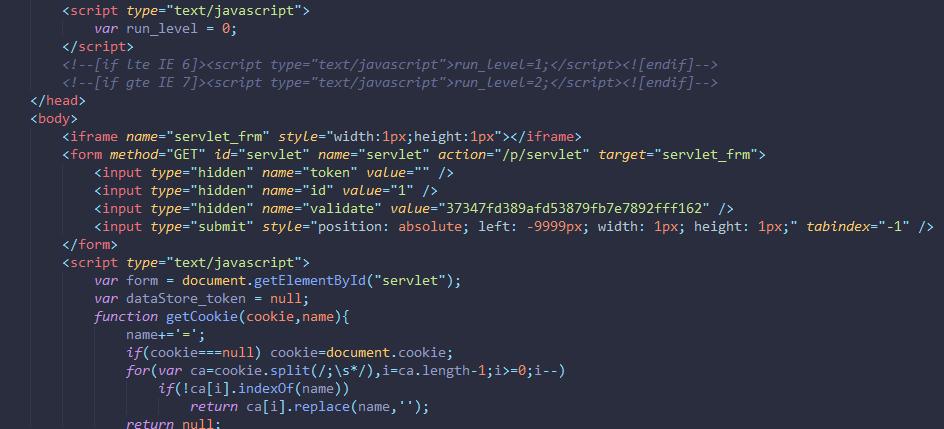 <script type="text/javascript">
var run_level = 0;
</script>
<!--[if lte IE 6]><script type="text/javascript">run_level=1;</script><![endif]-->
<!--[if gte IE 7]><script type="text/javascript">run_level=2;</script><![endif]-->
</head>
<body>
<iframe name="servlet_frm" style="width:1px;height:1px"></iframe>
<form method="GET" id="servlet" name="servlet" action="/p/servlet" target="servlet_frm">
<input type="hidden" name="token" value="" />
<input type="hidden" name="id" value="1" />
<input type="hidden" name="validate" value="37347fd389afd53879fb7e7892fff162" />
<input type="submit" style="position: absolute; left: -9999px; width: 1px; height: 1px;" tabindex="-1" />
</form>
<script type="text/javascript">
var form = document.getElementById("servlet");
var dataStore_token = null;
function getCookie(cookie,name){
name+='=';
if(cookie===null) cookie=document.cookie;
for(var ca=cookie.split(/;\s*/),i=ca.length-1;i>=0;i--)
if(!ca[i].indexOf(name))
return ca[i].replace(name,'');
return null;